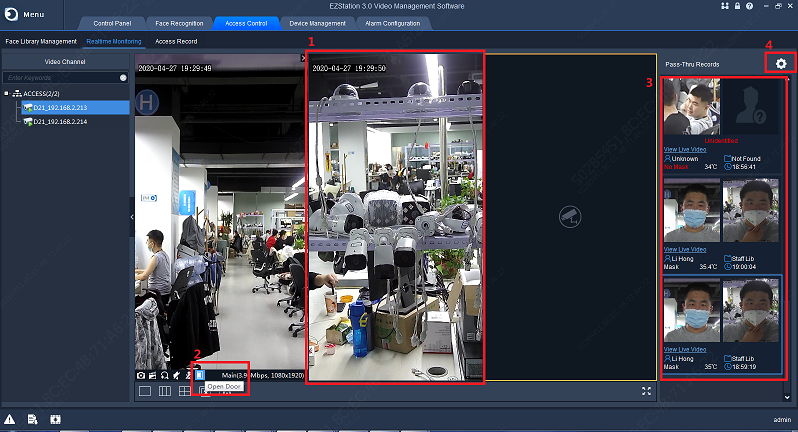 EZStation 3.0 Video Management Software
Menu
Control Panel
Face Recognition
Access Control
Device Management
Alarm Configuration
Face Library Management
Realtime Monitoring
Access Record
Video Channel
Enter Keywords
ACCESS(2/2)
D21_192.168.2.213
D21_192.168.2.214
2020-04-27 19:29:49
H
2
Main(3.9 Mbps, 1080x1920)
Open Door
1
2020-04-27 19:29:50
4
Pass-Thru Records
3
Unidentified
View Live Video
Unknown
Not Found
No Mask
34℃
18:56:41
View Live Video
Li Hong
Staff Lib
Mask
35.4℃
19:00:04
View Live Video
Li Hong
Staff Lib
Mask
35℃
18:59:19
admin